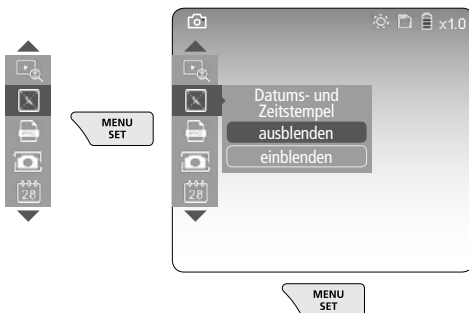 x1.0
MENU
SET
Datums- und
Zeitstempel
ausblenden
einblenden
28
28
MENU
SET